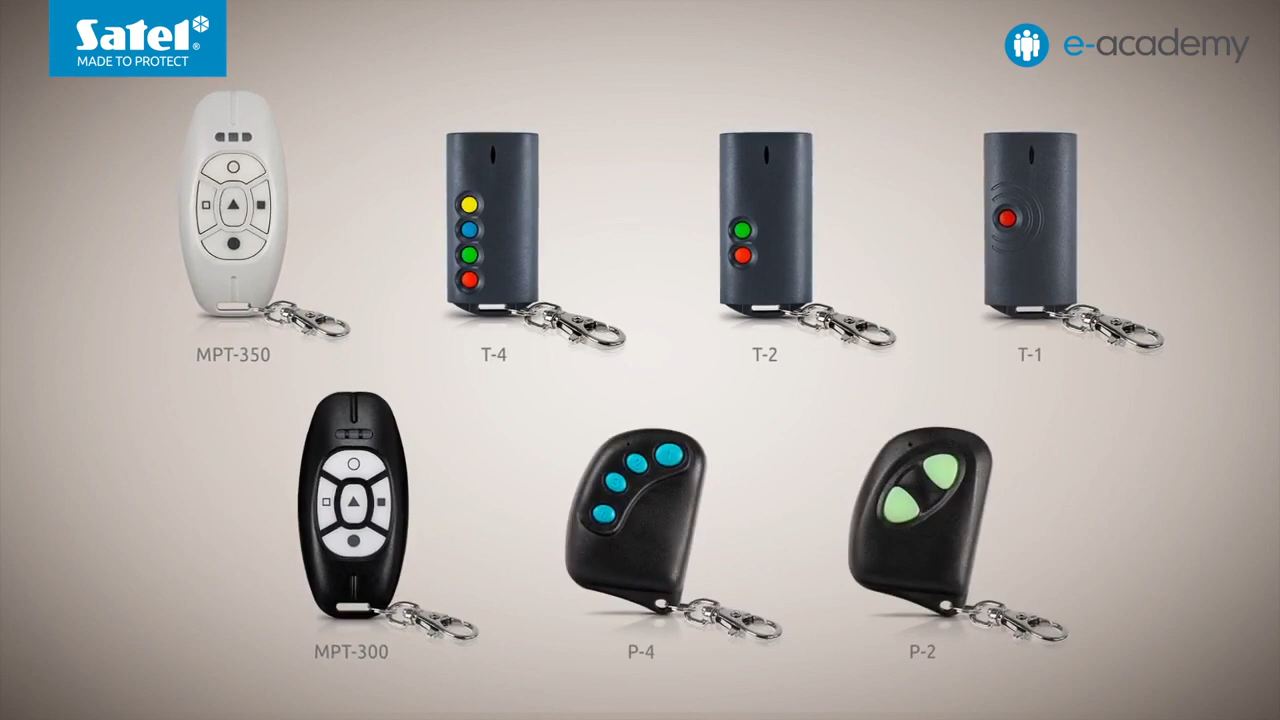 Satel®
MADE TO PROTECT
e-academy
MPT-350
T-4
T-2
T-1
MPT-300
P-4
P-2